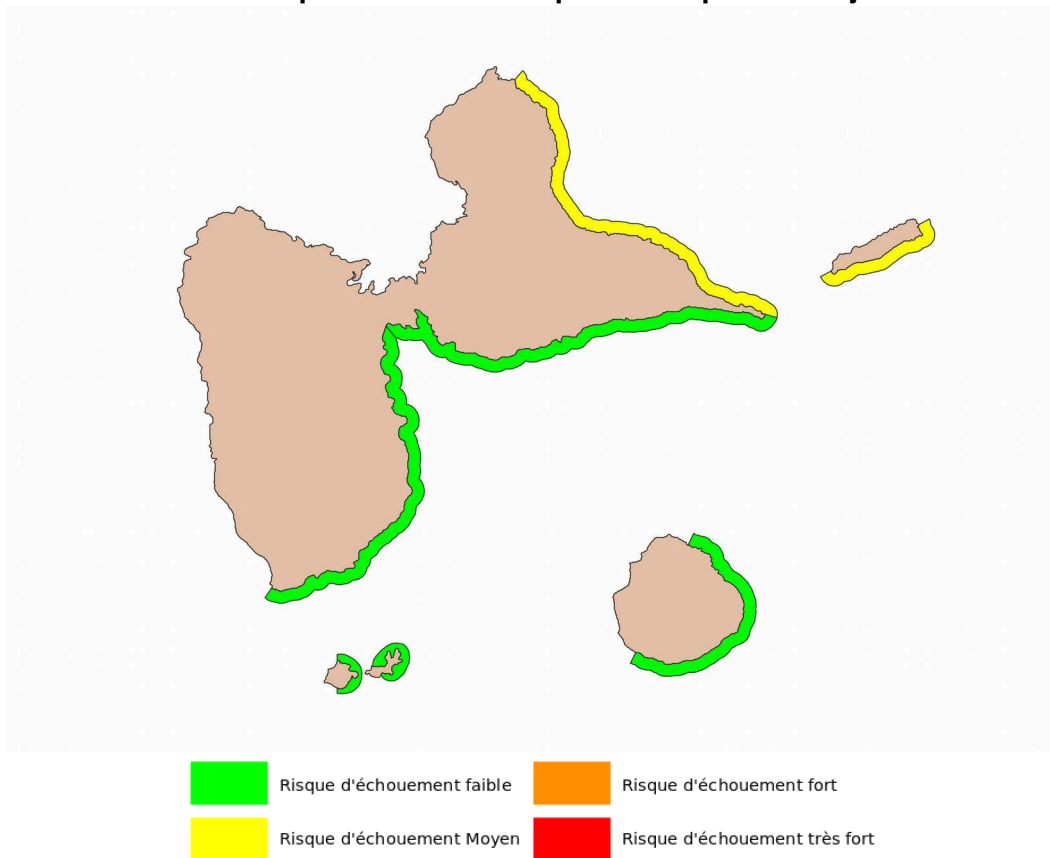 Risque d'échouement faible
Risque d'échouement fort
Risque d'échouement Moyen
Risque d'échouement très fort